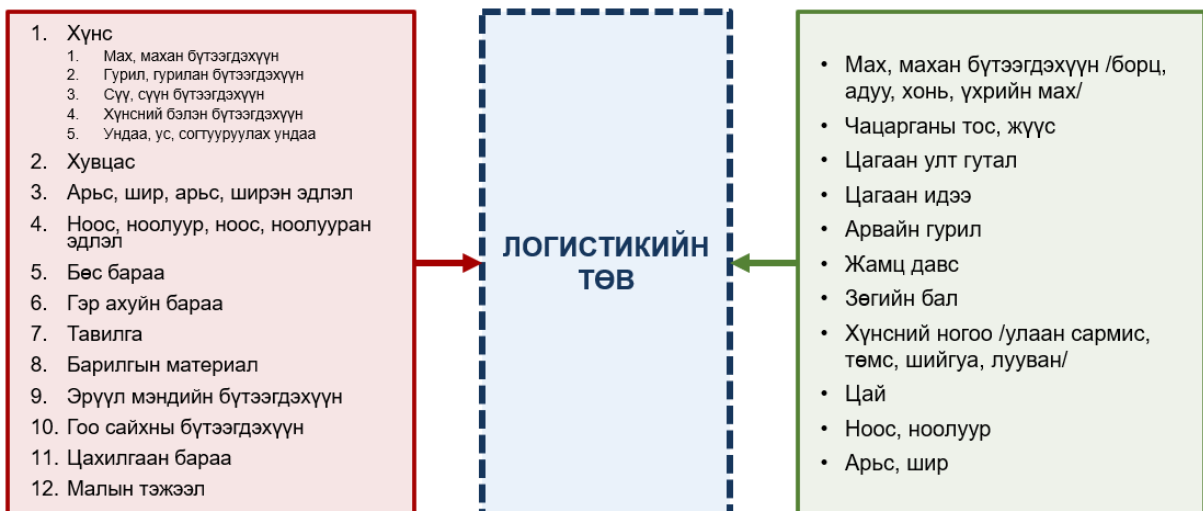 1. Хүнс
1. Мах, махан бүтээгдэхүүн
2. Гурил, гурилан бүтээгдэхүүн
3. Сүү, сүүн бүтээгдэхүүн
4. Хүнсний бэлэн бүтээгдэхүүн
5. Ундаа, ус, согтууруулах ундаа
2. Хувцас
3. Арьс, шир, арьс, ширэн эдлэл
4. Ноос, ноолуур, ноос, ноолууран
эдлэл
5. Бөс бараа
6. Гэр ахуйн бараа
7. Тавилга
8. Барилгын материал
9. Эрүүл мэндийн бүтээгдэхүүн
10. Гоо сайхны бүтээгдэхүүн
11. Цахилгаан бараа
12. Малын тэжээл
ЛОГИСТИКИЙН
ТӨВ
• Мах, махан бүтээгдэхүүн /борц,
адуу, хонь, үхрийн мах/
• Чацарганы тос, жүүс
• Цагаан улт гутал
• Цагаан идээ
• Арвайн гурил
• Жамц давс
• Зөгийн бал
• Хүнсний ногоо /улаан сармис,
төмс, шийгуа, лууван/
• Цай
• Ноос, ноолуур
• Арьс, шир